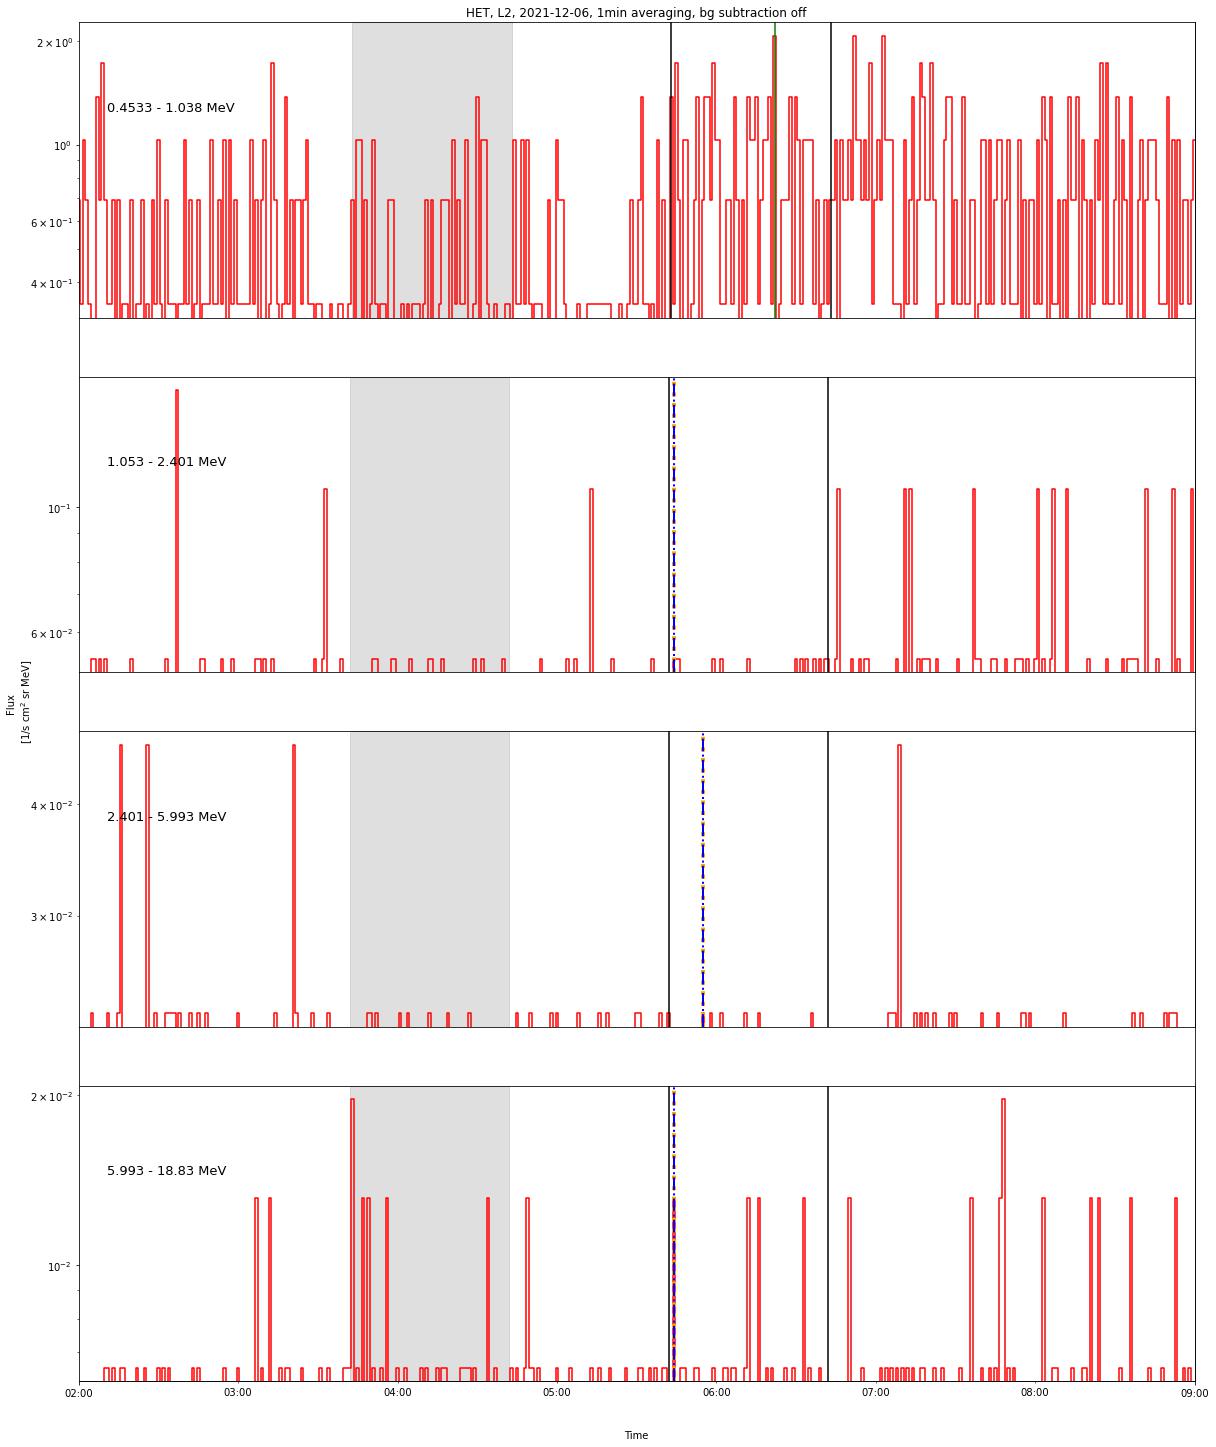 HET, L2, 2021-12-06, 1min averaging, bg subtraction off
2 × 10⁰
0.4533 - 1.038 MeV
10⁰
6 × 10⁻¹
4 × 10⁻¹
1.053 - 2.401 MeV
10⁻¹
6 × 10⁻²
Flux
[1/s cm² sr MeV]
4 × 10⁻²
2.401 - 5.993 MeV
3 × 10⁻²
2 × 10⁻²
5.993 - 18.83 MeV
10⁻²
02:00 03:00 04:00 05:00 06:00 07:00 08:00 09:00
Time